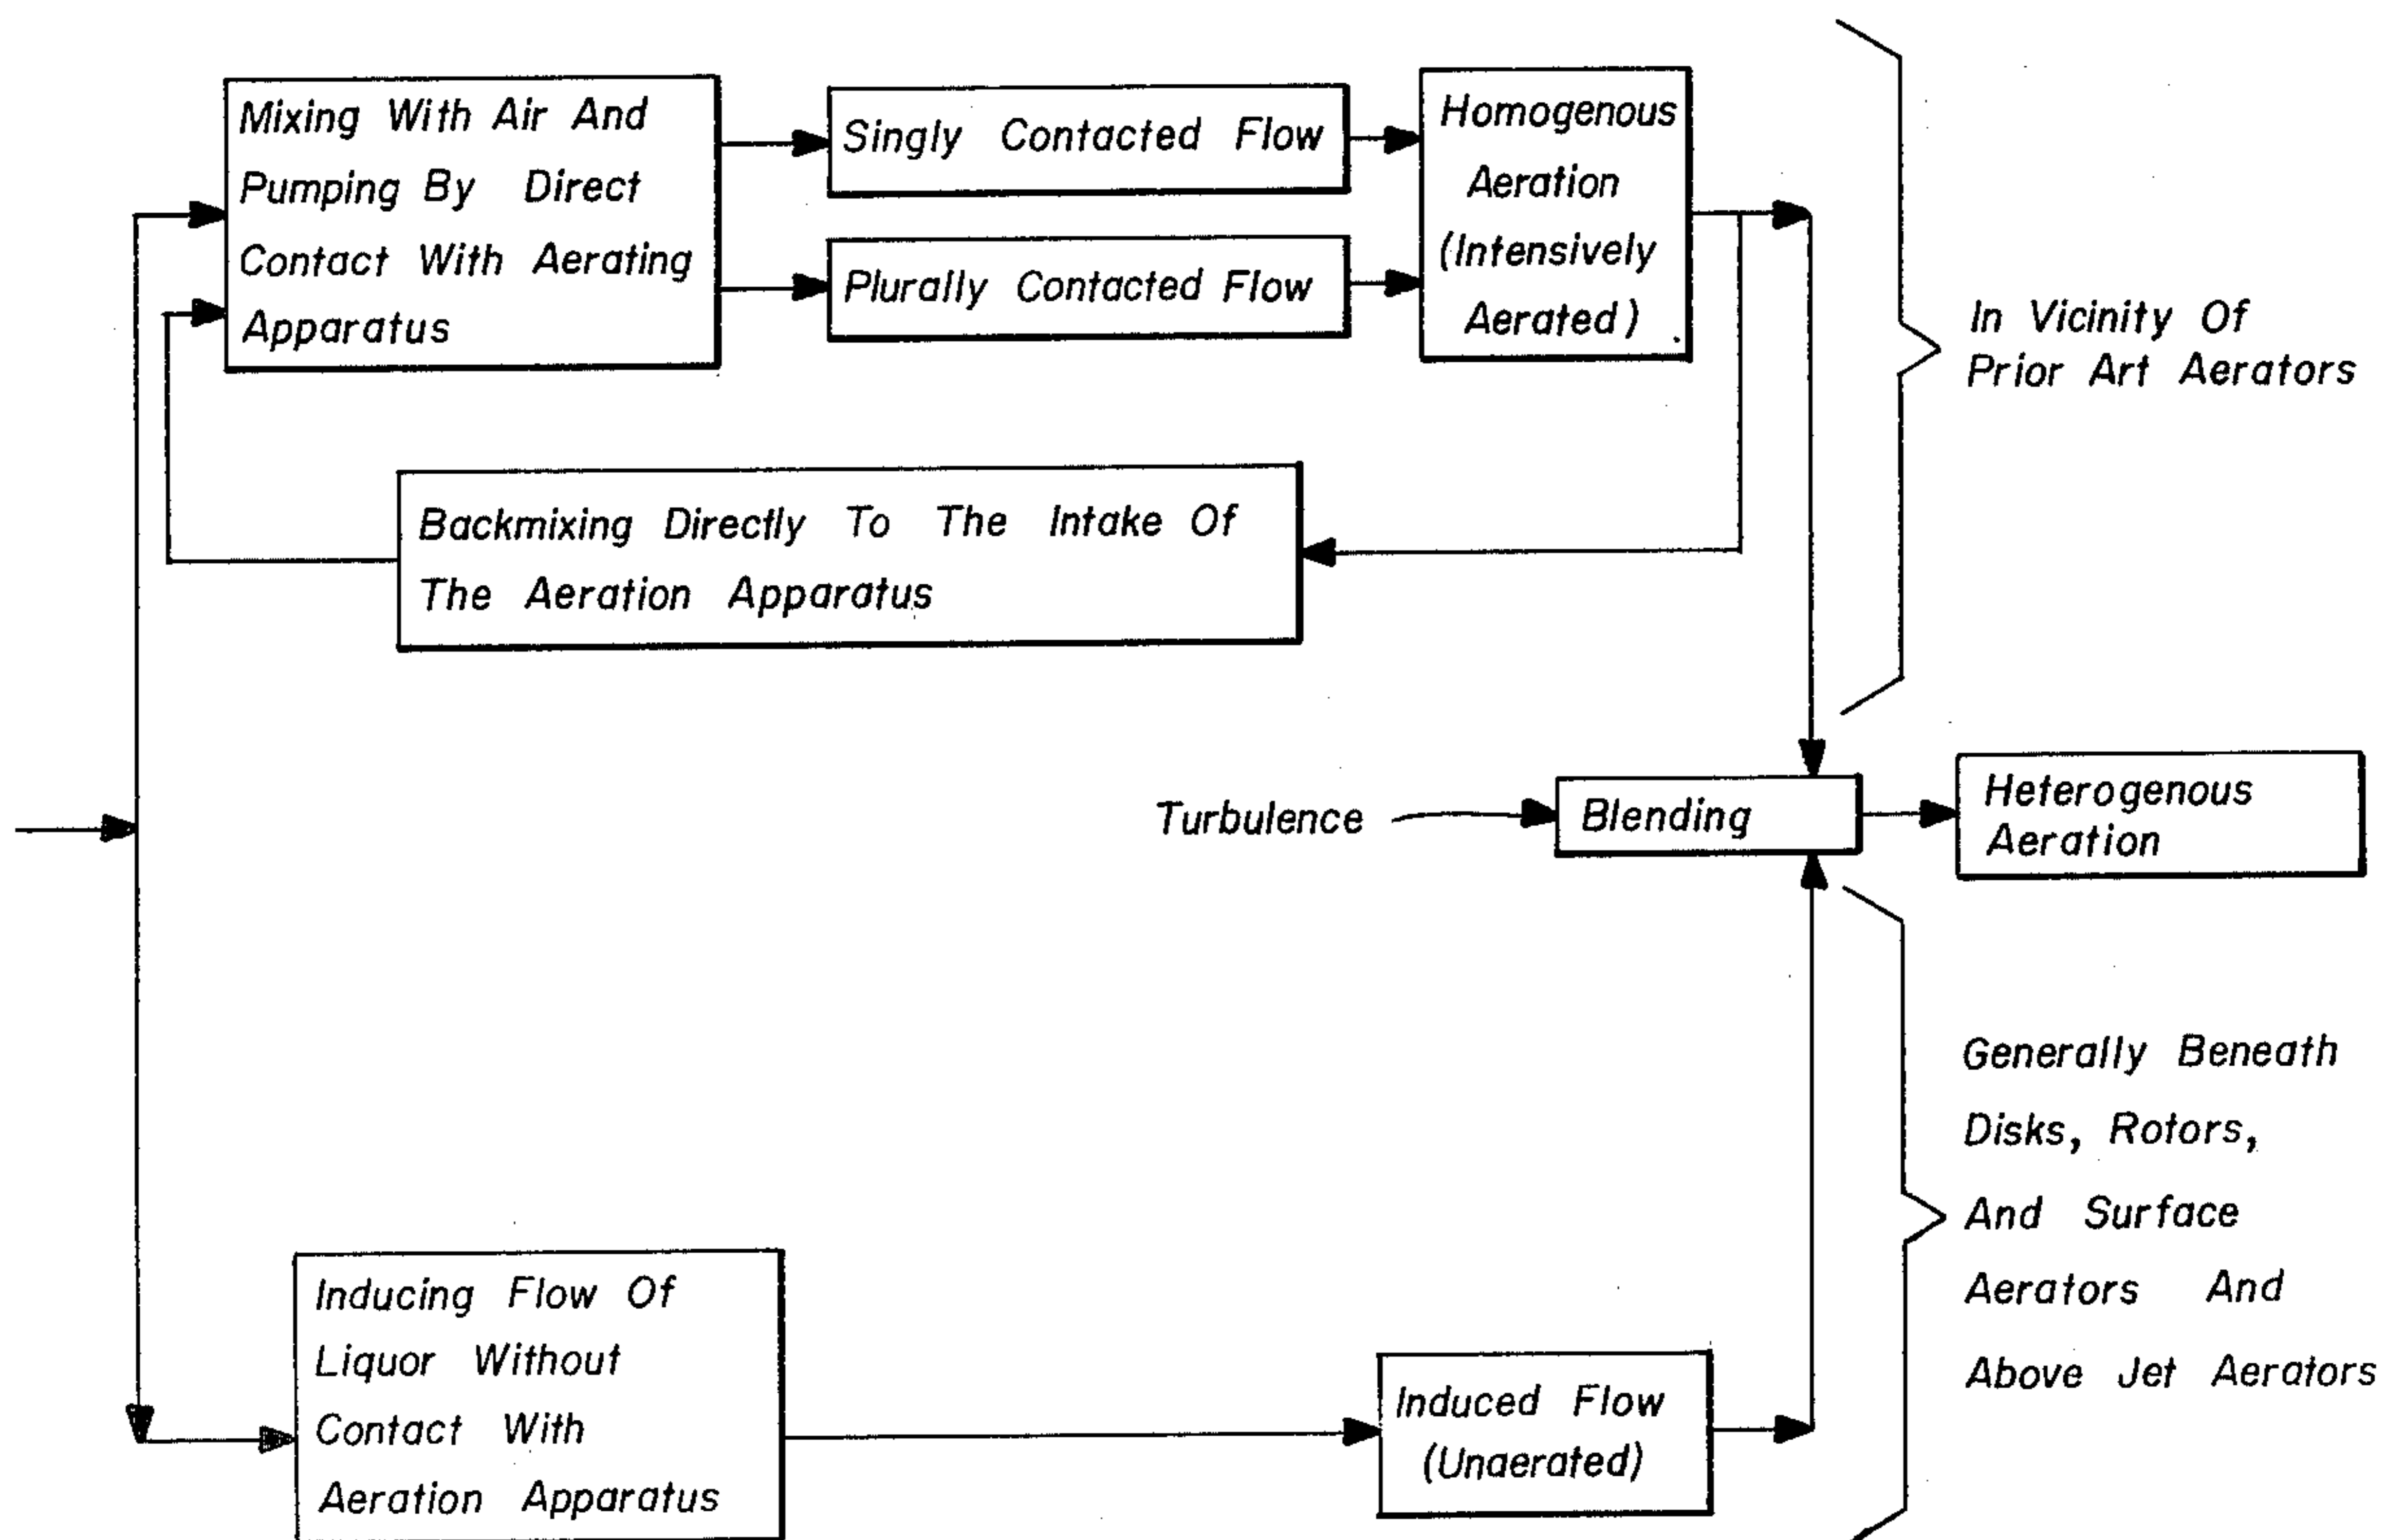 Mixing With Air And
Pumping By Direct
Contact With Aerating
Apparatus
Singly Contacted Flow
Plurally Contacted Flow
Homogenous
Aeration
(Intensively
Aerated)
In Vicinity Of
Prior Art Aerators
Backmixing Directly To The Intake Of
The Aeration Apparatus
Turbulence
Blending
Heterogenous
Aeration
Generally Beneath
Disks, Rotors,
And Surface
Aerators And
Above Jet Aerators
Inducing Flow Of
Liquor Without
Contact With
Aeration Apparatus
Induced Flow
(Unaerated)